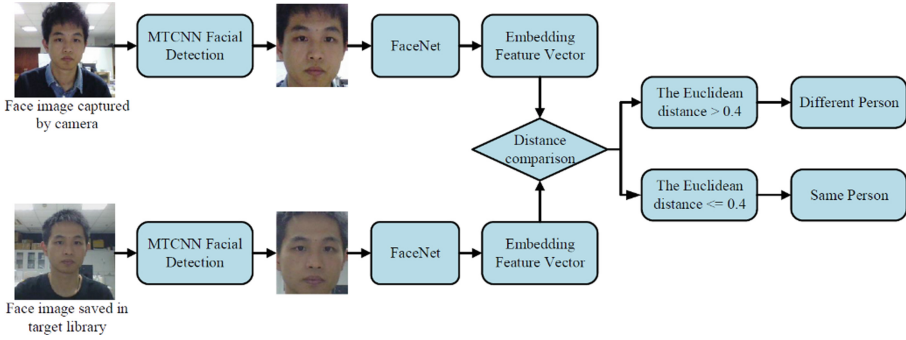 MTCNN Facial
Detection
FaceNet
Embedding
Feature Vector
Face image captured
by camera
The Euclidean
distance > 0.4
Different Person
Distance
comparison
The Euclidean
distance <= 0.4
Same Person
MTCNN Facial
Detection
FaceNet
Embedding
Feature Vector
Face image saved in
target library